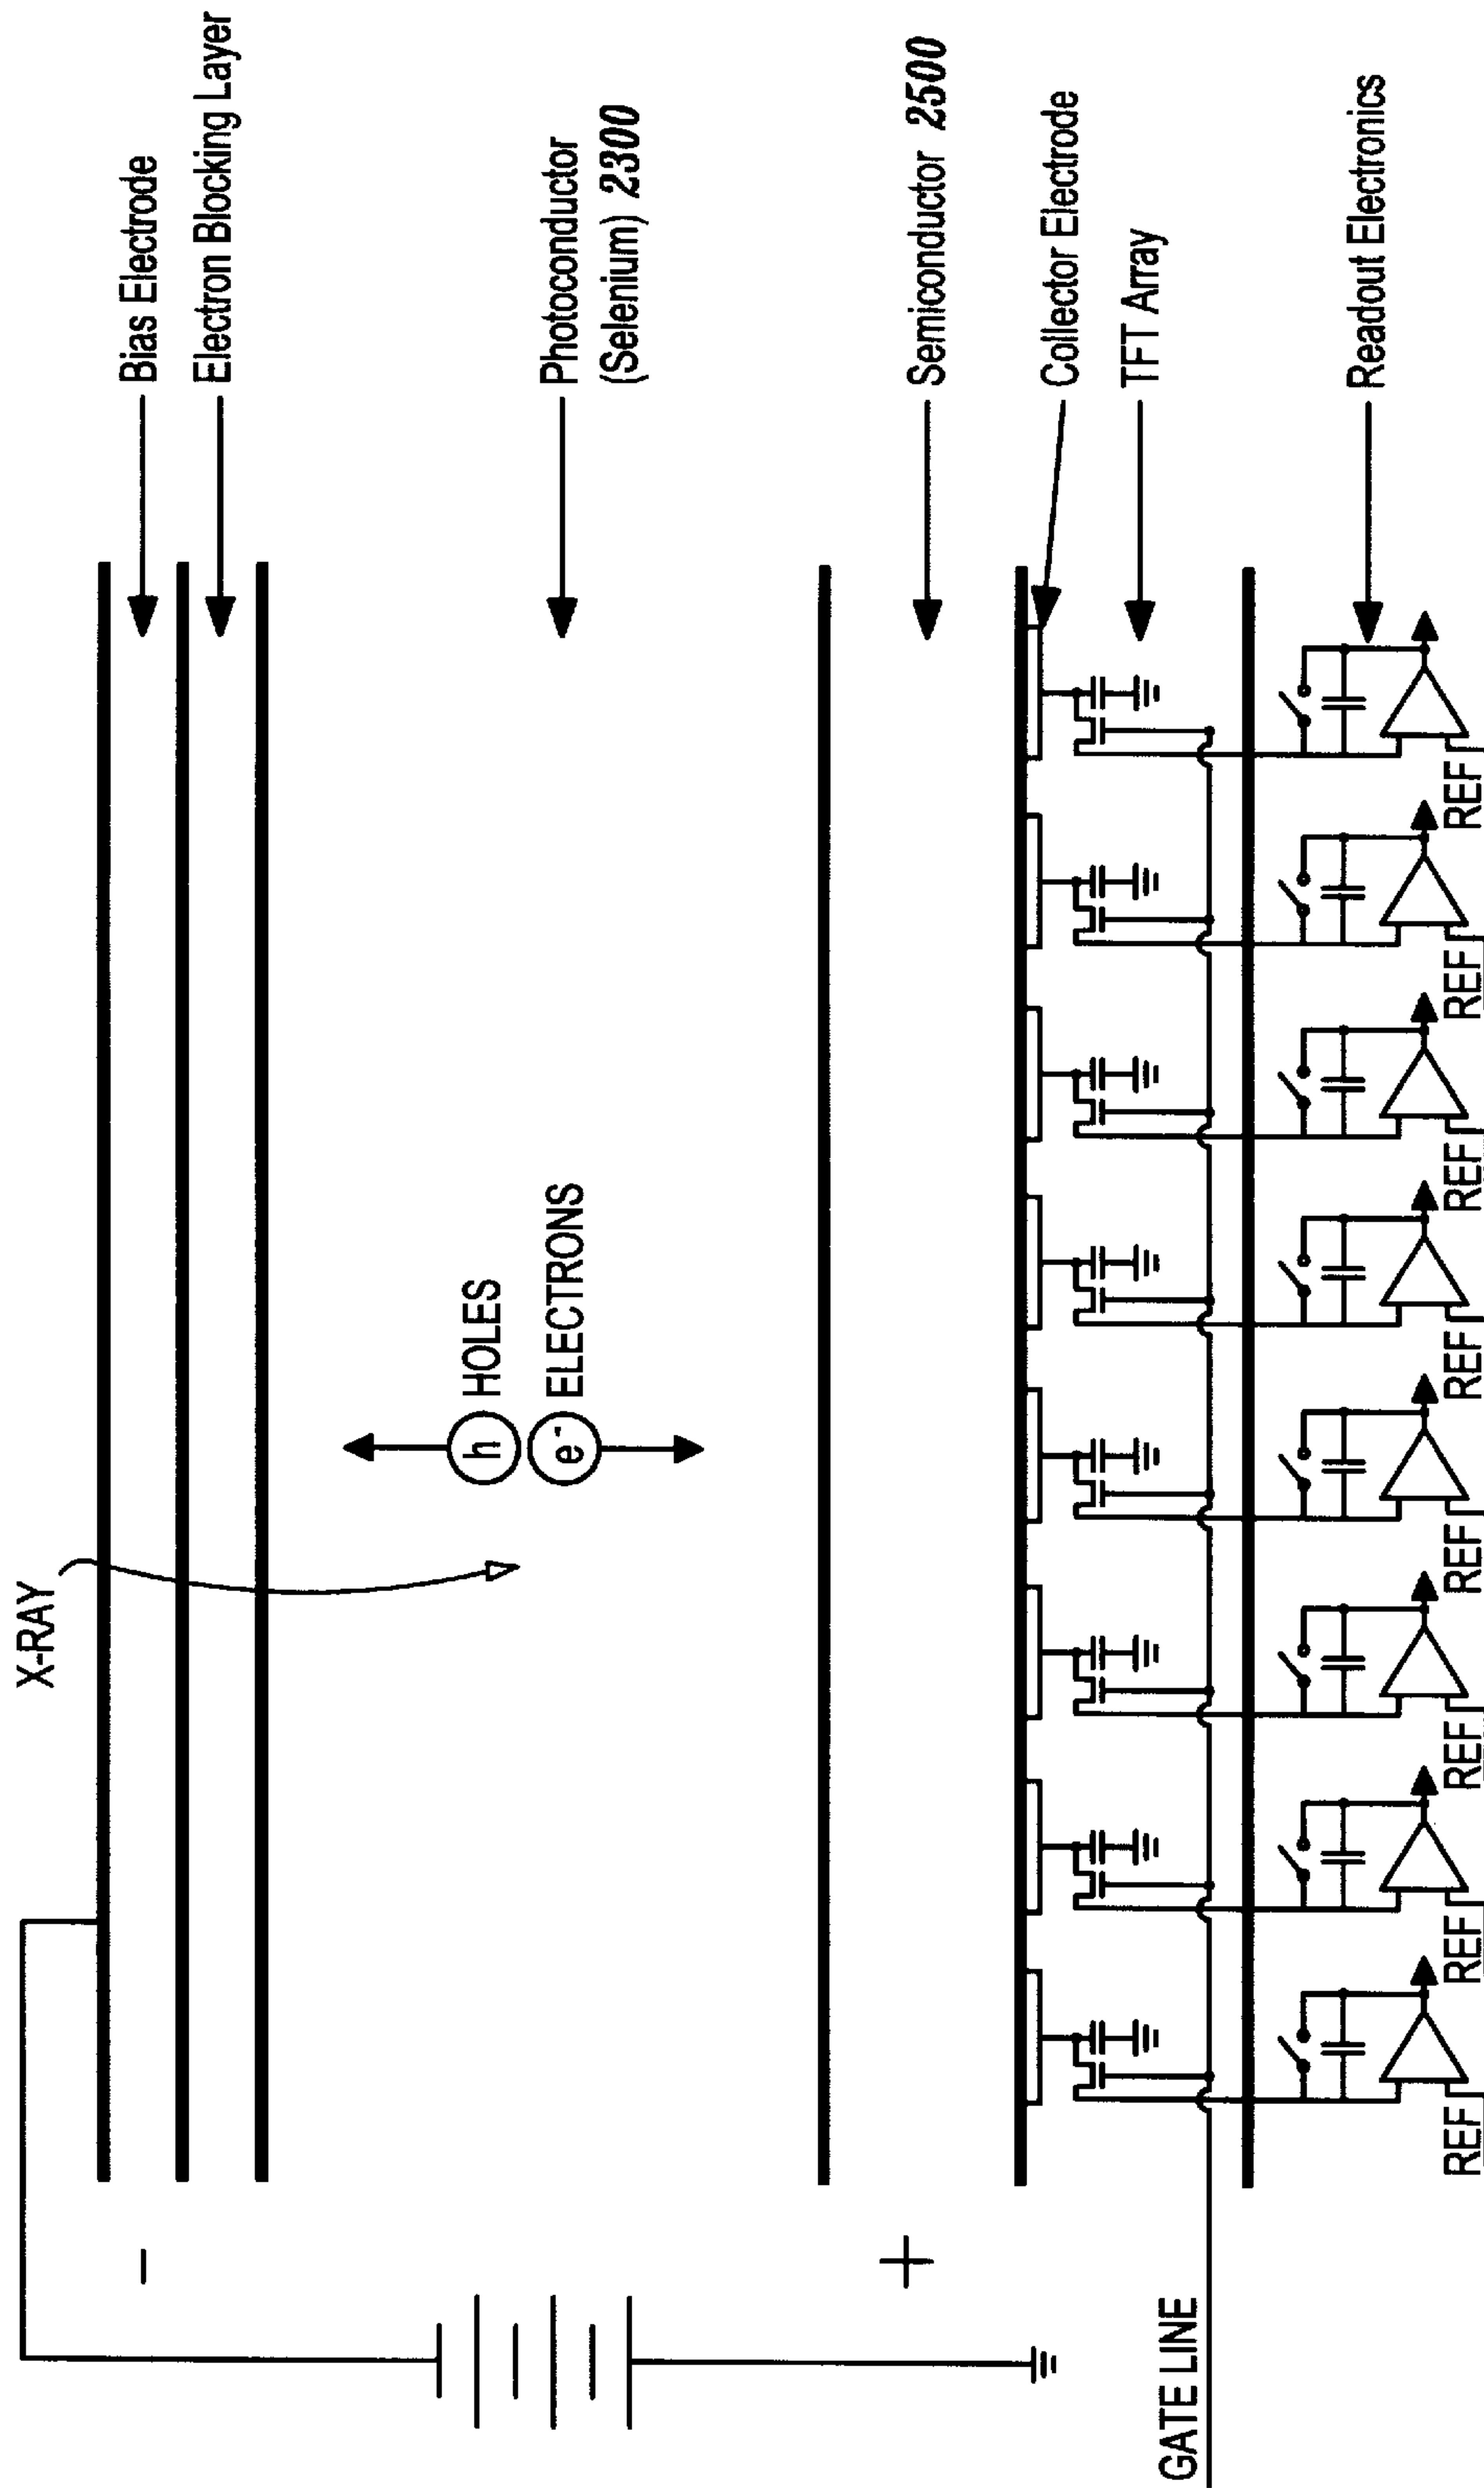 X-RAY
Bias Electrode
Electron Blocking Layer
h HOLES
e- ELECTRONS
Photoconductor
(Selenium) 2300
Semiconductor 2500
Collector Electrode
TFT Array
Readout Electronics
−
+
GATE LINE
REF REF REF REF REF REF REF REF